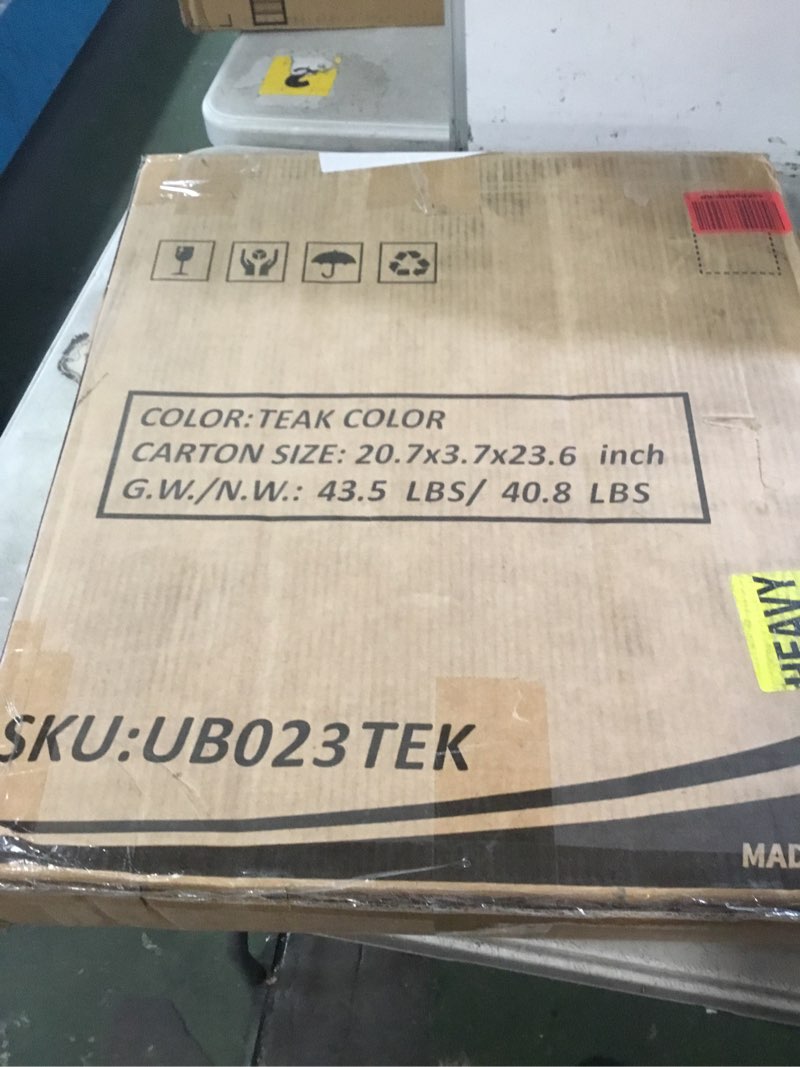 COLOR:TEAK COLOR
CARTON SIZE: 20.7x3.7x23.6 inch
G.W./N.W.: 43.5 LBS/ 40.8 LBS
HEAVY
SKU:UB023TEK
MAD